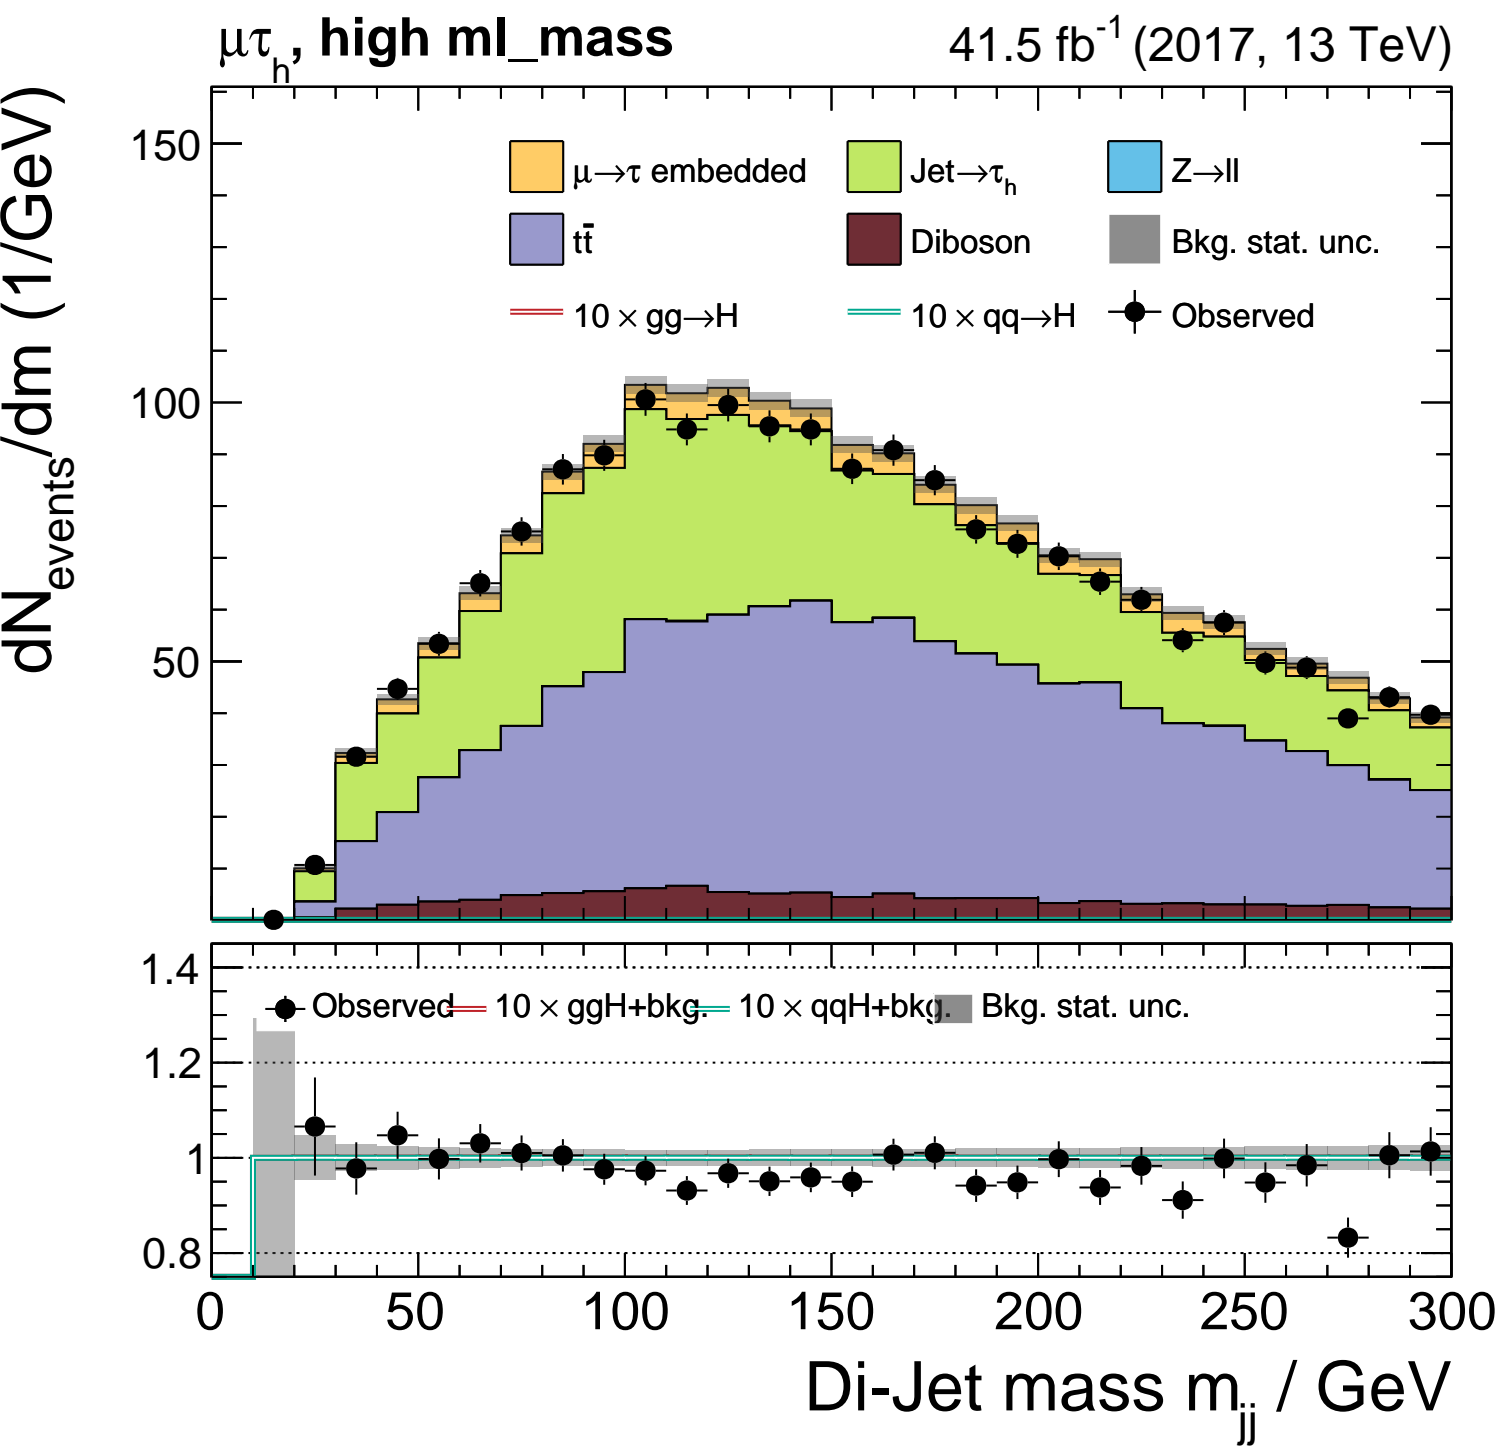 μτh, high ml_mass
41.5 fb-1 (2017, 13 TeV)
dNevents/dm (1/GeV)
150
100
50
μ→τ embedded
Jet→τh
Z→ll
tt̄
Diboson
Bkg. stat. unc.
10 × gg→H
10 × qq→H
Observed
1.4
1.2
1
0.8
Observed
10 × ggH+bkg.
10 × qqH+bkg.
Bkg. stat. unc.
0
50
100
150
200
250
300
Di-Jet mass mjj / GeV